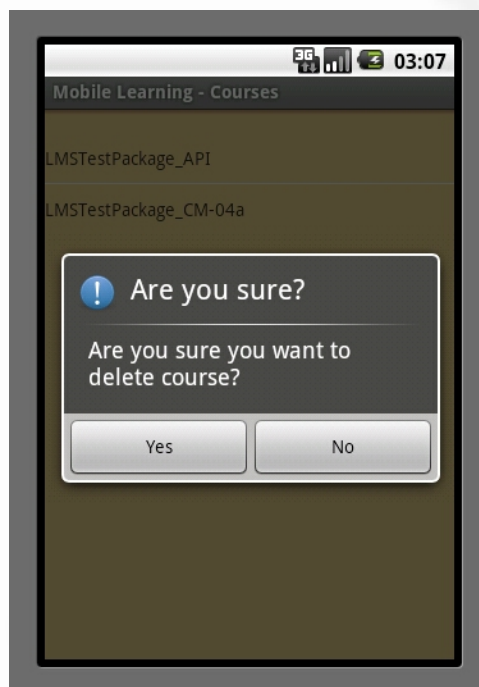 3G 03:07
Mobile Learning - Courses
LMSTestPackage_API
LMSTestPackage_CM-04a
! Are you sure?
Are you sure you want to
delete course?
Yes No